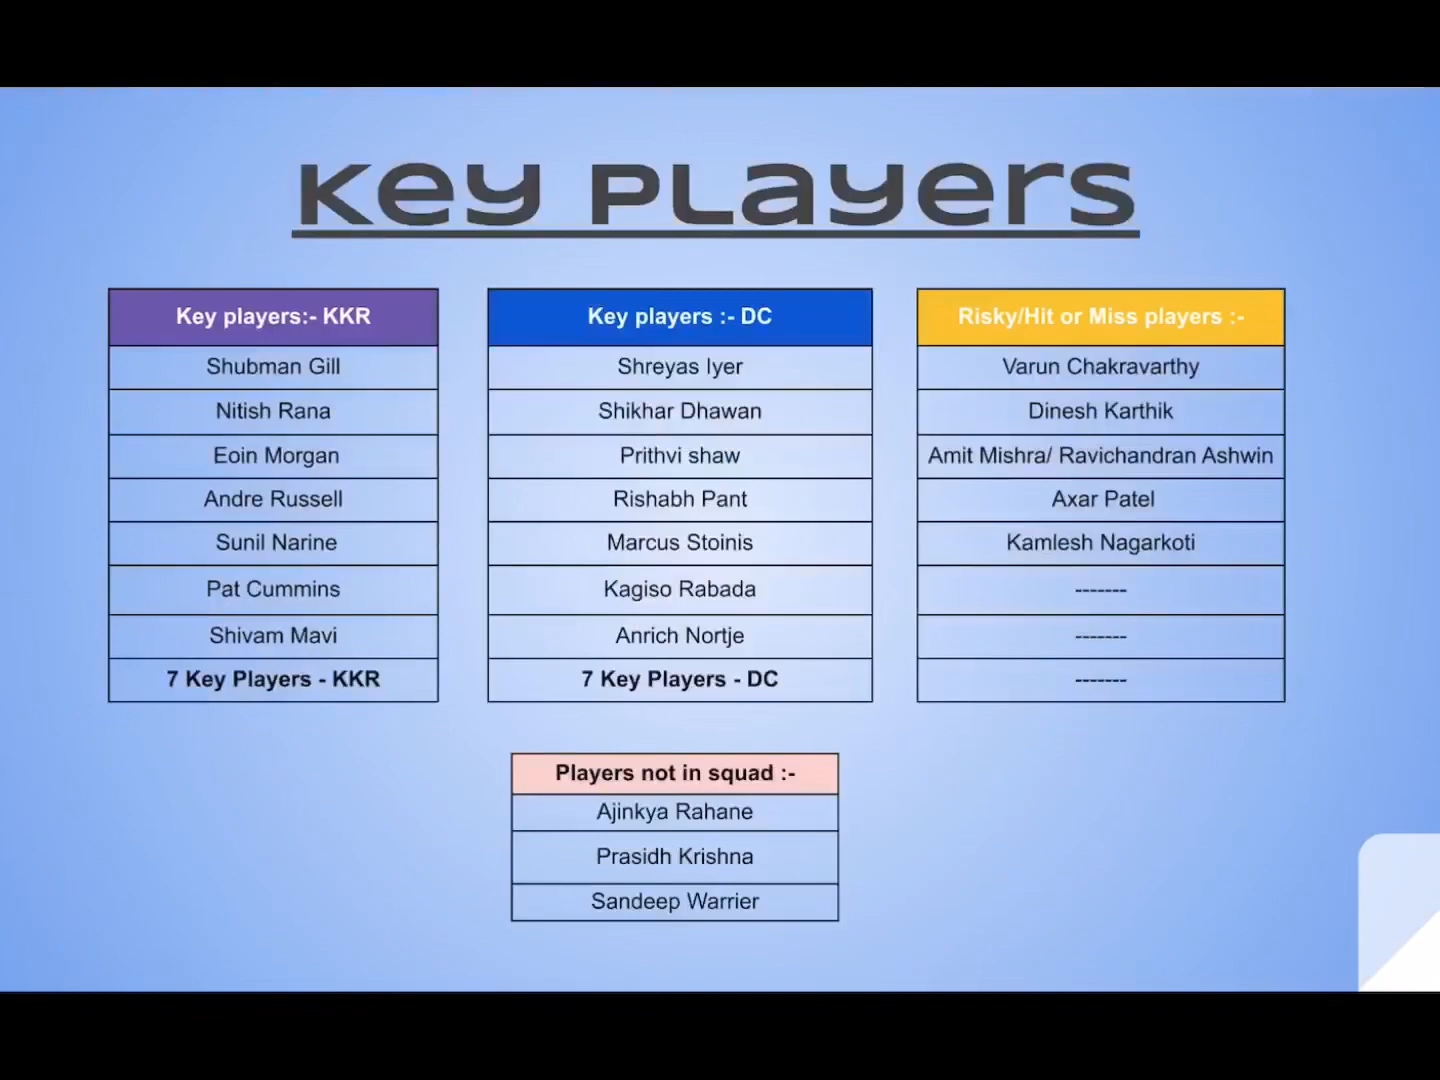 Key Players
Key players:- KKR
Shubman Gill
Nitish Rana
Eoin Morgan
Andre Russell
Sunil Narine
Pat Cummins
Shivam Mavi
7 Key Players - KKR
Key players :- DC
Shreyas Iyer
Shikhar Dhawan
Prithvi shaw
Rishabh Pant
Marcus Stoinis
Kagiso Rabada
Anrich Nortje
7 Key Players - DC
Risky/Hit or Miss players :-
Varun Chakravarthy
Dinesh Karthik
Amit Mishra/ Ravichandran Ashwin
Axar Patel
Kamlesh Nagarkoti
-------
-------
-------
Players not in squad :-
Ajinkya Rahane
Prasidh Krishna
Sandeep Warrier